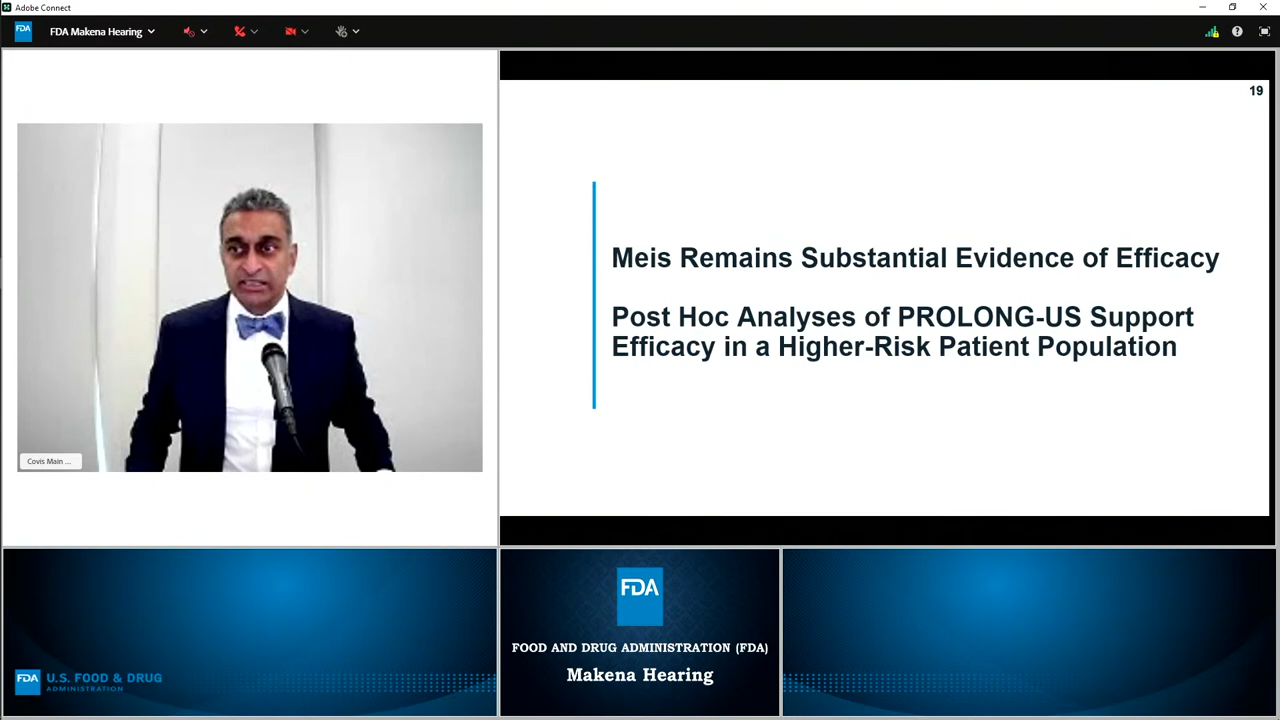 Adobe Connect
FDA
FDA Makena Hearing
19
Covis Main ...
Meis Remains Substantial Evidence of Efficacy
Post Hoc Analyses of PROLONG-US Support
Efficacy in a Higher-Risk Patient Population
FDA
U.S. FOOD & DRUG
ADMINISTRATION
FDA
FOOD AND DRUG ADMINISTRATION (FDA)
Makena Hearing